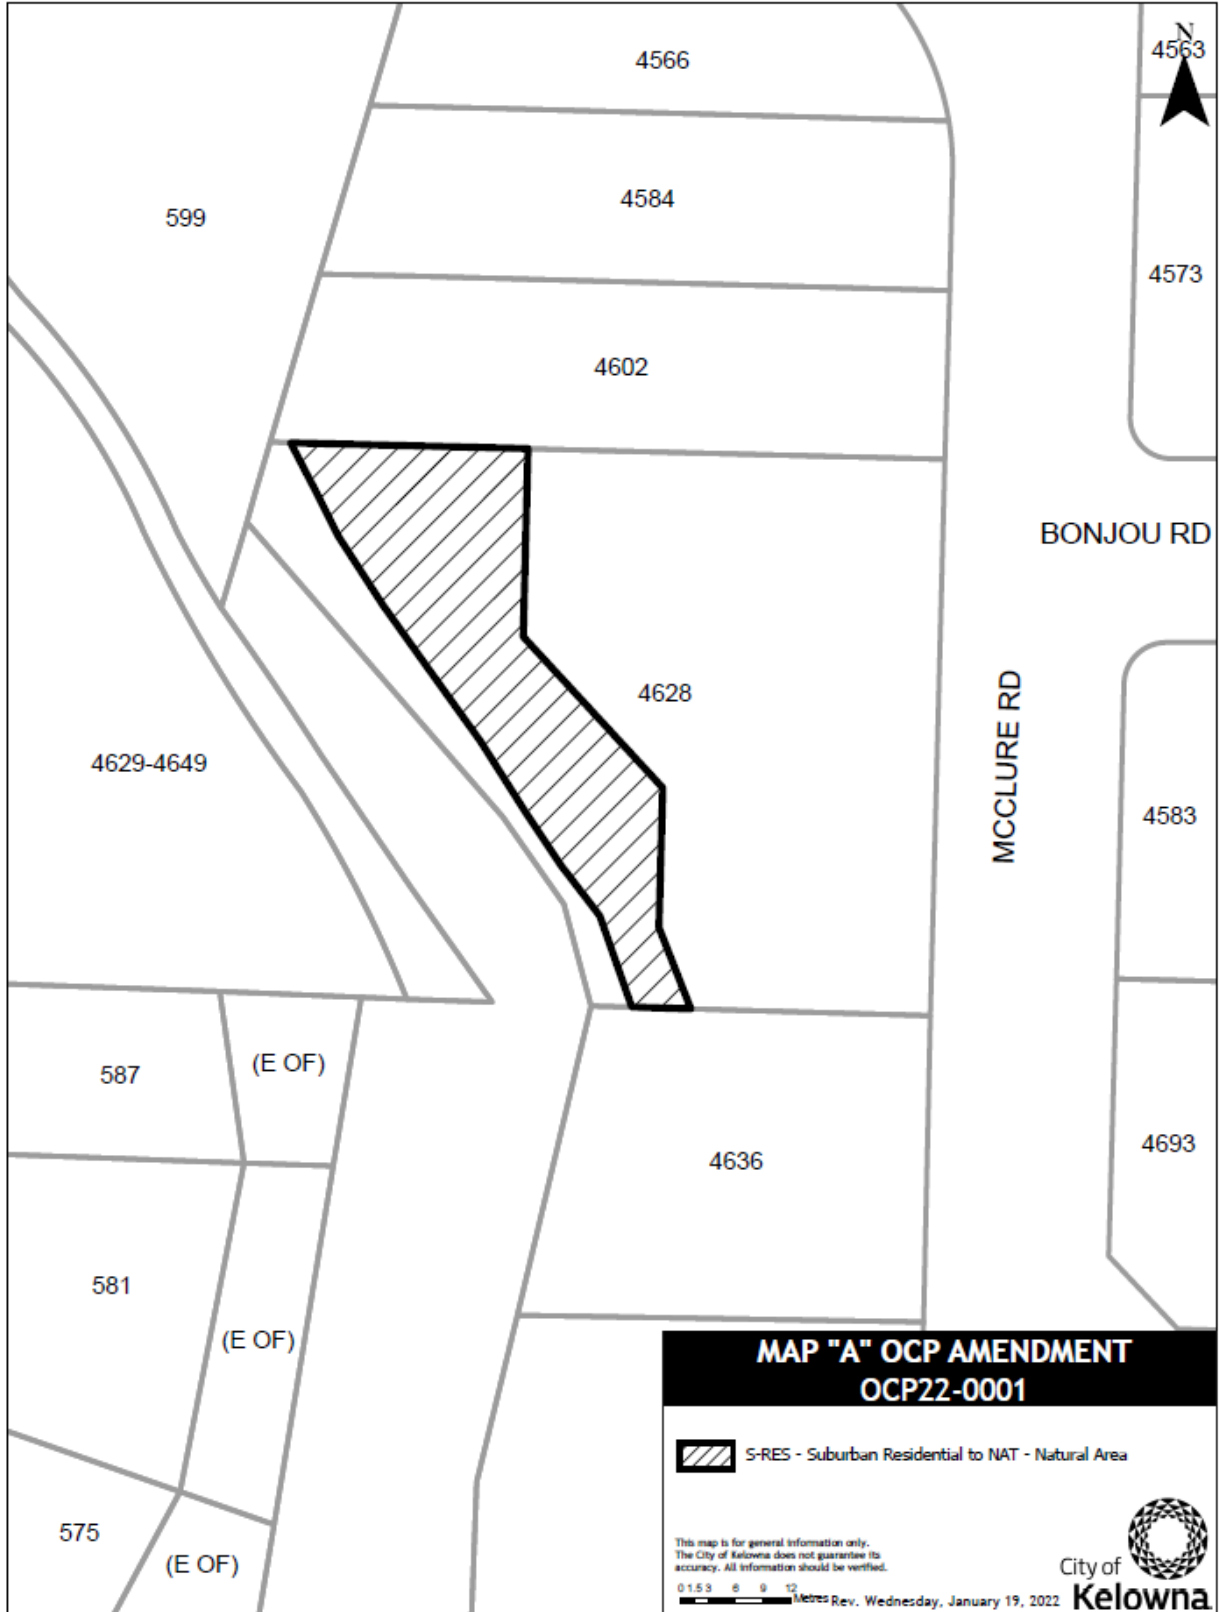 4566
N
4563
4584
599
4573
4602
BONJOU RD
4628
MCCLURE RD
4629-4649
4583
587
(E OF)
4636
4693
581
(E OF)
MAP "A" OCP AMENDMENT
OCP22-0001
S-RES - Suburban Residential to NAT - Natural Area
575
(E OF)
This map is for general information only.
The City of Kelowna does not guarantee its
accuracy. All information should be verified.
0 1.5 3 6 9 12
Metres
Rev. Wednesday, January 19, 2022
City of
Kelowna